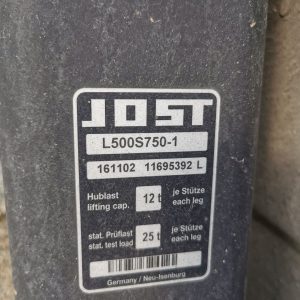 JOST
L500S750-1
161102 11695392 L
Hublast 12 t je Stütze
lifting cap. each leg
stat. Prüflast 25 t je Stütze
stat. test load each leg
Germany / Neu-Isenburg